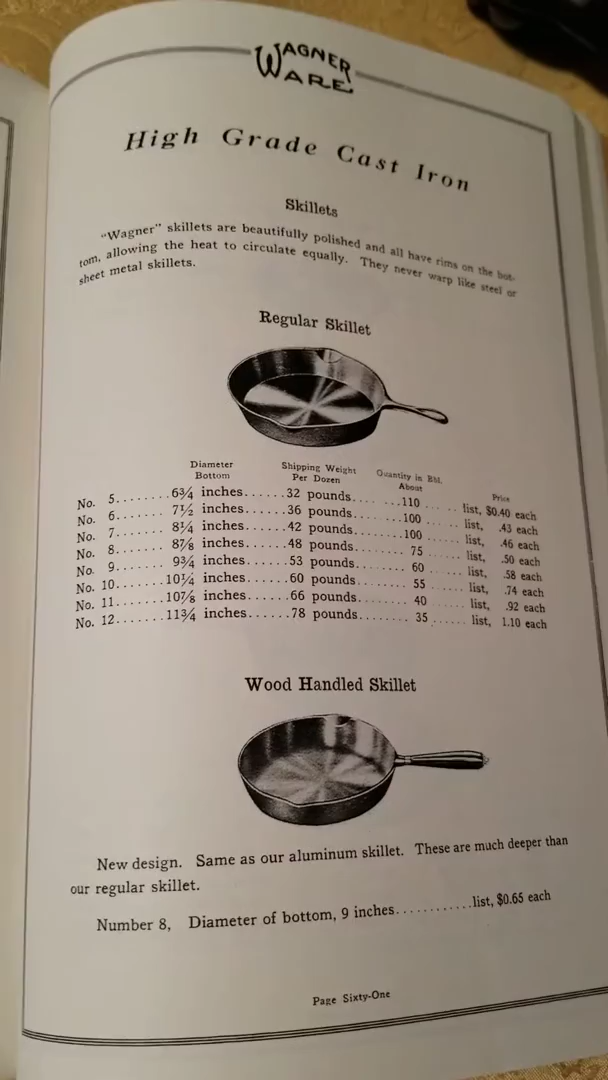 WAGNER
WARE
High Grade Cast Iron
Skillets
"Wagner" skillets are beautifully polished and all have rims on the bot-
tom, allowing the heat to circulate equally. They never warp like steel or
sheet metal skillets.
Regular Skillet
Diameter Bottom Shipping Weight Per Dozen Quantity in Bbl. About Price
No. 5.......6¾ inches......32 pounds.......110......list, $0.40 each
No. 6.......7½ inches......36 pounds.......100......list, .43 each
No. 7.......8¼ inches......42 pounds.......100......list, .46 each
No. 8.......8⅞ inches......48 pounds.......75......list, .50 each
No. 9.......9¾ inches......53 pounds.......60......list, .58 each
No. 10.......10¼ inches......60 pounds.......55......list, .74 each
No. 11.......10⅞ inches......66 pounds.......40......list, .92 each
No. 12.......11¾ inches......78 pounds.......35......list, 1.10 each
Wood Handled Skillet
New design. Same as our aluminum skillet. These are much deeper than
our regular skillet.
Number 8, Diameter of bottom, 9 inches...........list, $0.65 each
Page Sixty-One